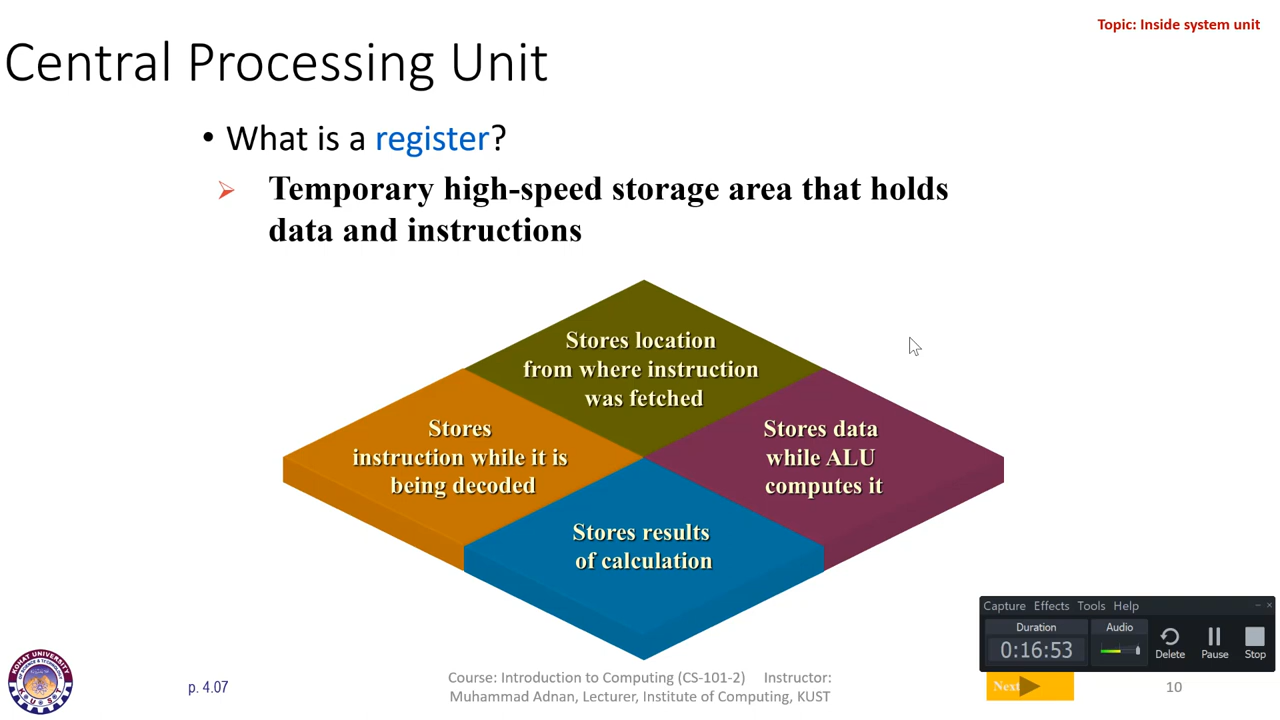 Topic: Inside system unit
Central Processing Unit
• What is a register?
Temporary high-speed storage area that holds
data and instructions
Stores location
from where instruction
was fetched
Stores
instruction while it is
being decoded
Stores data
while ALU
computes it
Stores results
of calculation
Capture Effects Tools Help
Duration
Audio
0:16:53
Delete
Pause
Stop
KOHAT UNIVERSITY
p. 4.07
Course: Introduction to Computing (CS-101-2) Instructor:
Muhammad Adnan, Lecturer, Institute of Computing, KUST
Next
10